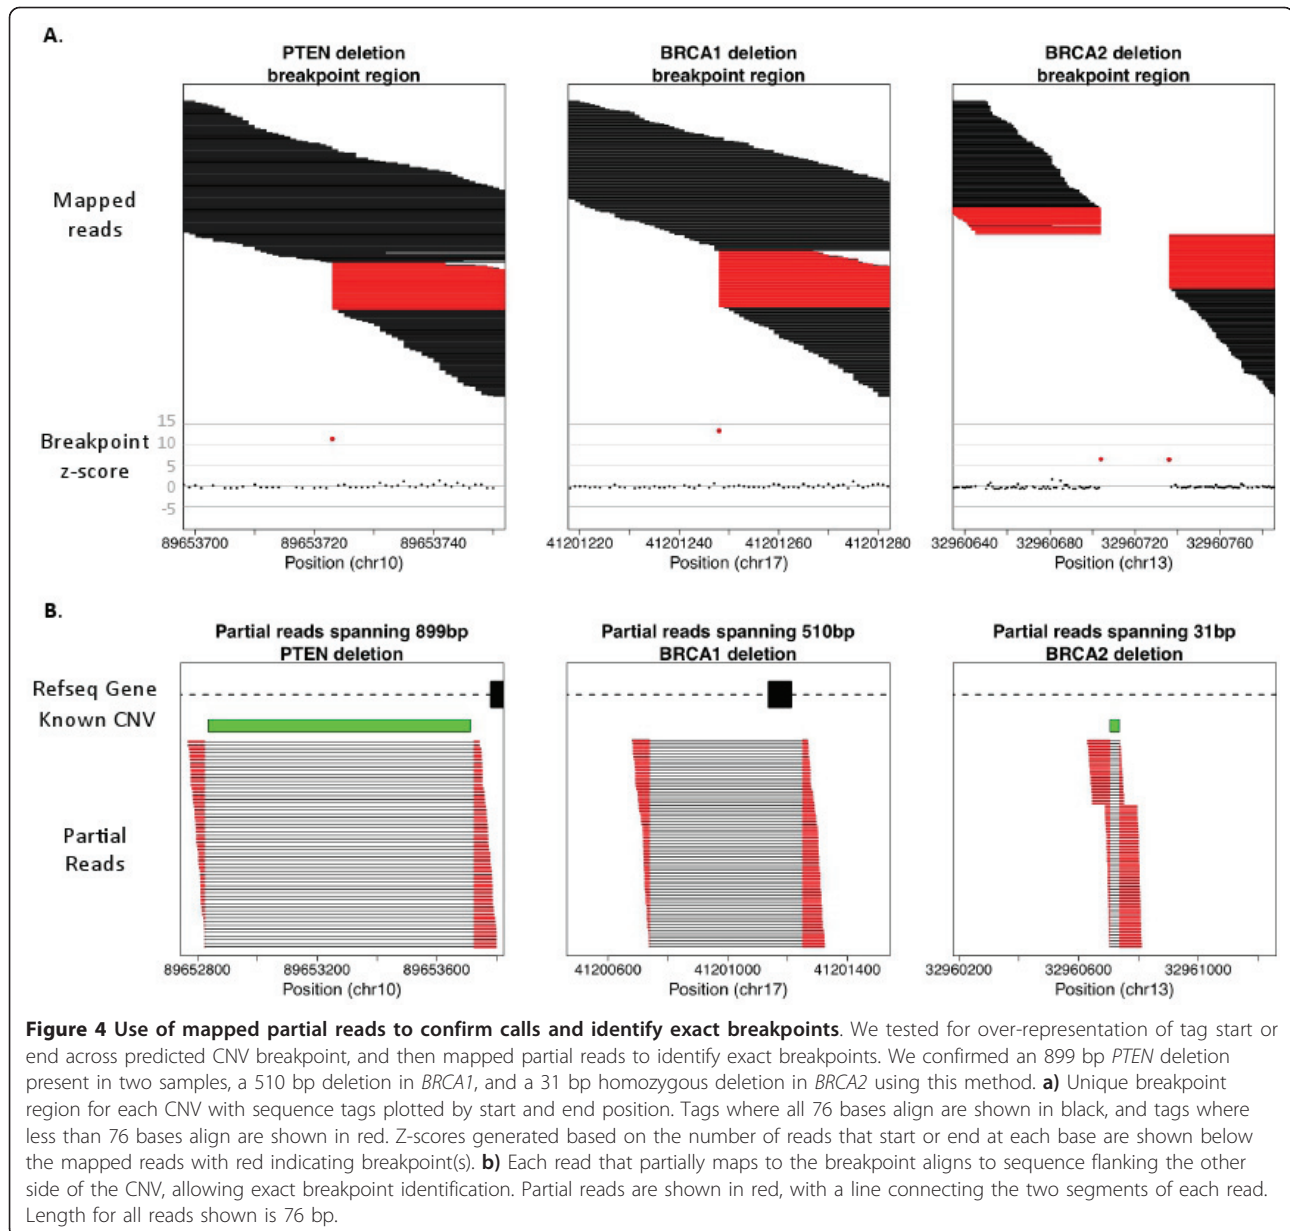 A.
PTEN deletion
breakpoint region
BRCA1 deletion
breakpoint region
BRCA2 deletion
breakpoint region
Mapped
reads
Breakpoint
z-score
15
10
5
0
-5
89653700 89653720 89653740
Position (chr10)
41201220 41201240 41201260 41201280
Position (chr17)
32960640 32960680 32960720 32960760
Position (chr13)
B.
Partial reads spanning 899bp
PTEN deletion
Partial reads spanning 510bp
BRCA1 deletion
Partial reads spanning 31bp
BRCA2 deletion
Refseq Gene
Known CNV
Partial
Reads
89652800 89653200 89653600
Position (chr10)
41200600 41201000 41201400
Position (chr17)
32960200 32960600 32961000
Position (chr13)
Figure 4 Use of mapped partial reads to confirm calls and identify exact breakpoints. We tested for over-representation of tag start or
end across predicted CNV breakpoint, and then mapped partial reads to identify exact breakpoints. We confirmed an 899 bp PTEN deletion
present in two samples, a 510 bp deletion in BRCA1, and a 31 bp homozygous deletion in BRCA2 using this method. a) Unique breakpoint
region for each CNV with sequence tags plotted by start and end position. Tags where all 76 bases align are shown in black, and tags where
less than 76 bases align are shown in red. Z-scores generated based on the number of reads that start or end at each base are shown below
the mapped reads with red indicating breakpoint(s). b) Each read that partially maps to the breakpoint aligns to sequence flanking the other
side of the CNV, allowing exact breakpoint identification. Partial reads are shown in red, with a line connecting the two segments of each read.
Length for all reads shown is 76 bp.